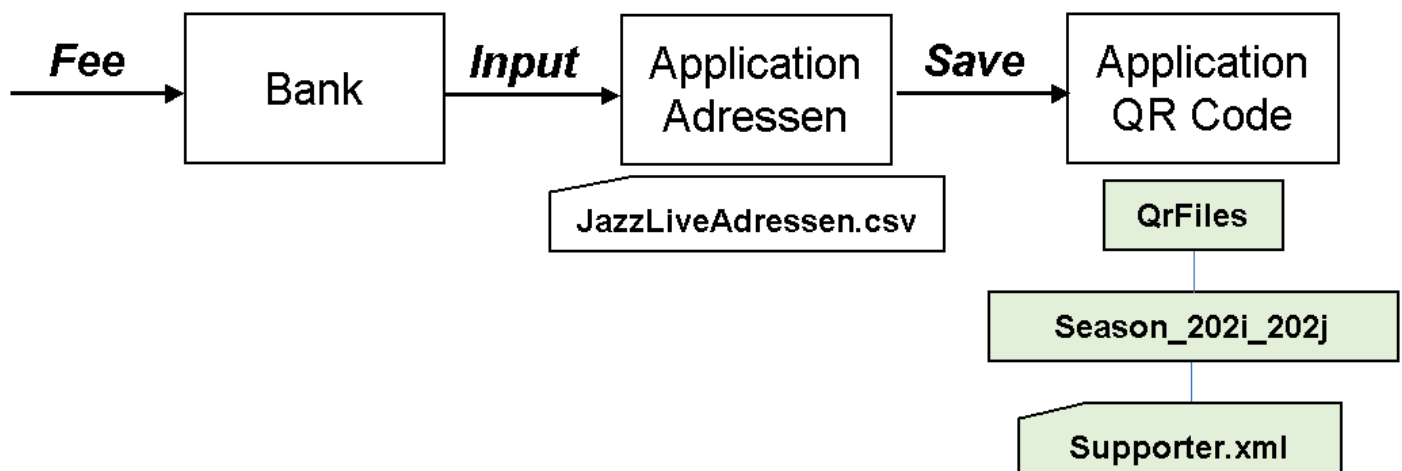 Fee
Bank
Input
Application
Adressen
Save
Application
QR Code
JazzLiveAdressen.csv
QrFiles
Season_202i_202j
Supporter.xml